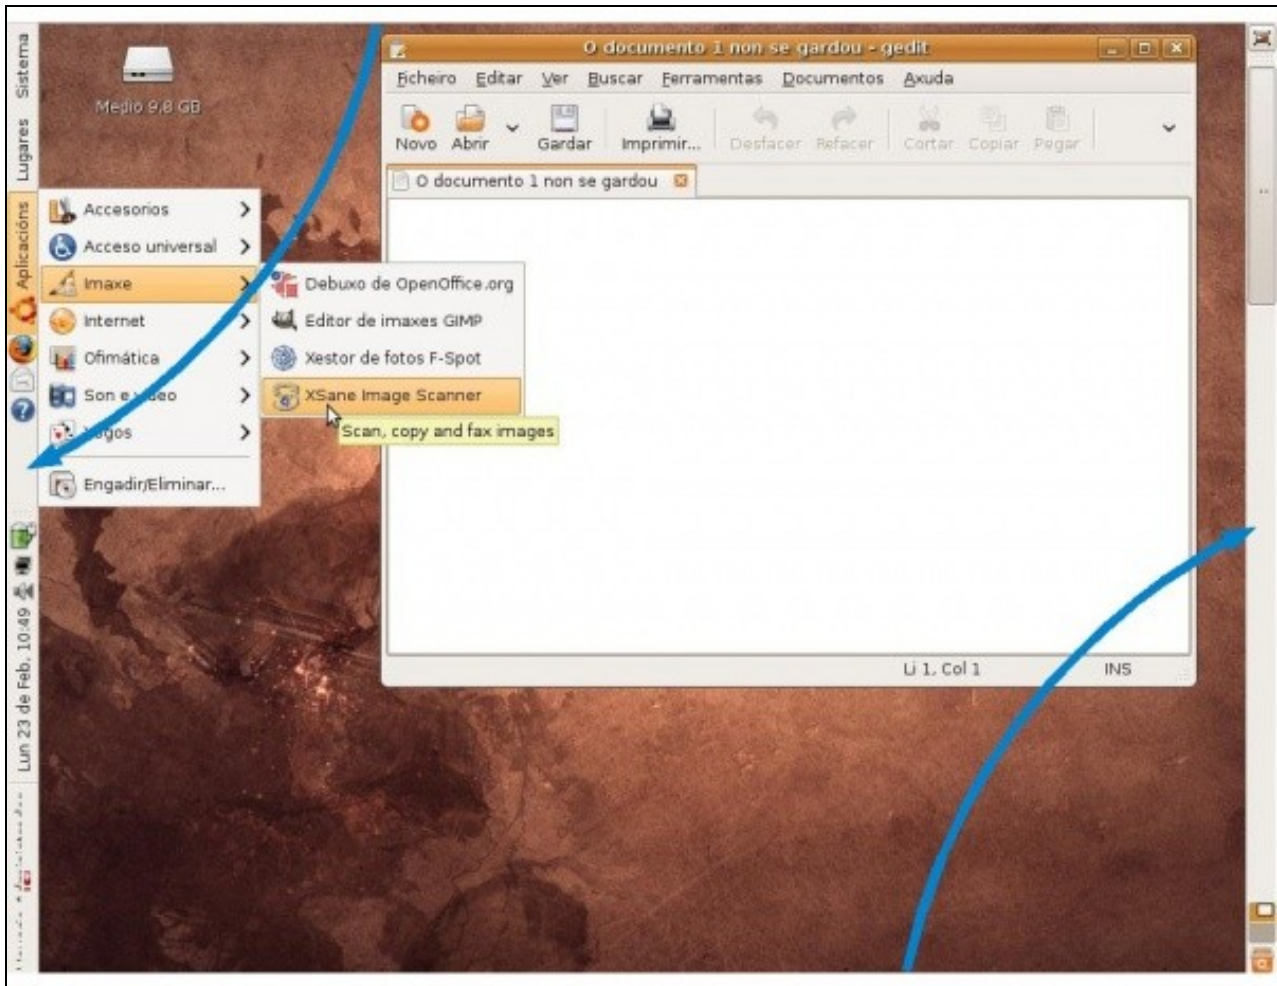 Sistema
Lugares
Aplicacións
Lun 23 de Feb, 10:49
Medio 9,8 GB
Accesorios
Acceso universal
Imaxe
Internet
Ofimática
Son e vídeo
Xogos
Engadir/Eliminar...
Debuxo de OpenOffice.org
Editor de imaxes GIMP
Xestor de fotos F-Spot
XSane Image Scanner
Scan, copy and fax images
O documento 1 non se gardou - gedit
Ficheiro Editar Ver Buscar Ferramentas Documentos Axuda
Novo Abrir Gardar Imprimir... Desfacer Refacer Cortar Copiar Pegar
O documento 1 non se gardou
Li 1, Col 1 INS